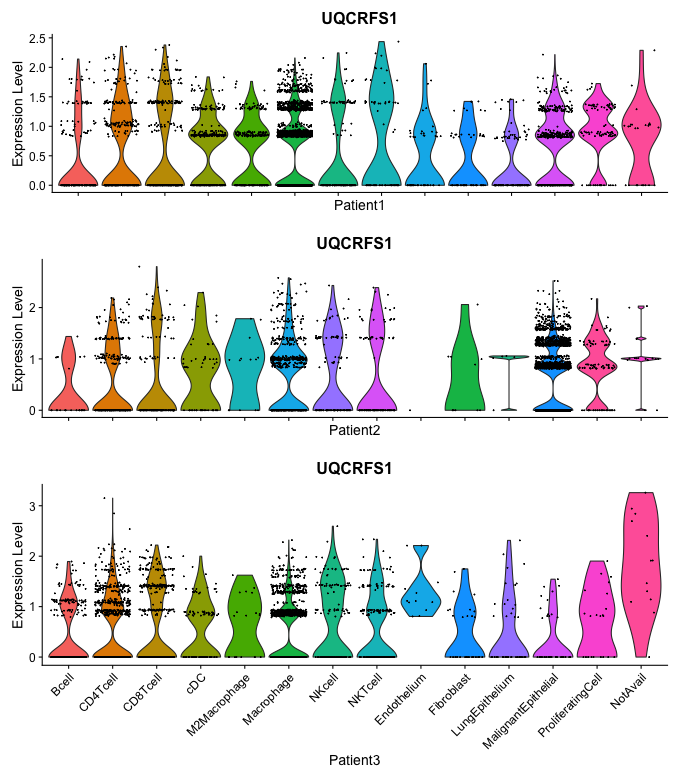 UQCRFS1
Expression Level
2.5
2.0
1.5
1.0
0.5
0.0
Patient1
UQCRFS1
Expression Level
2
1
0
Patient2
UQCRFS1
Expression Level
3
2
1
0
Bcell
CD4Tcell
CD8Tcell
cDC
M2Macrophage
Macrophage
NKcell
NKTcell
Endothelium
Fibroblast
LungEpithelium
MalignantEpithelial
ProliferatingCell
NotAvail
Patient3